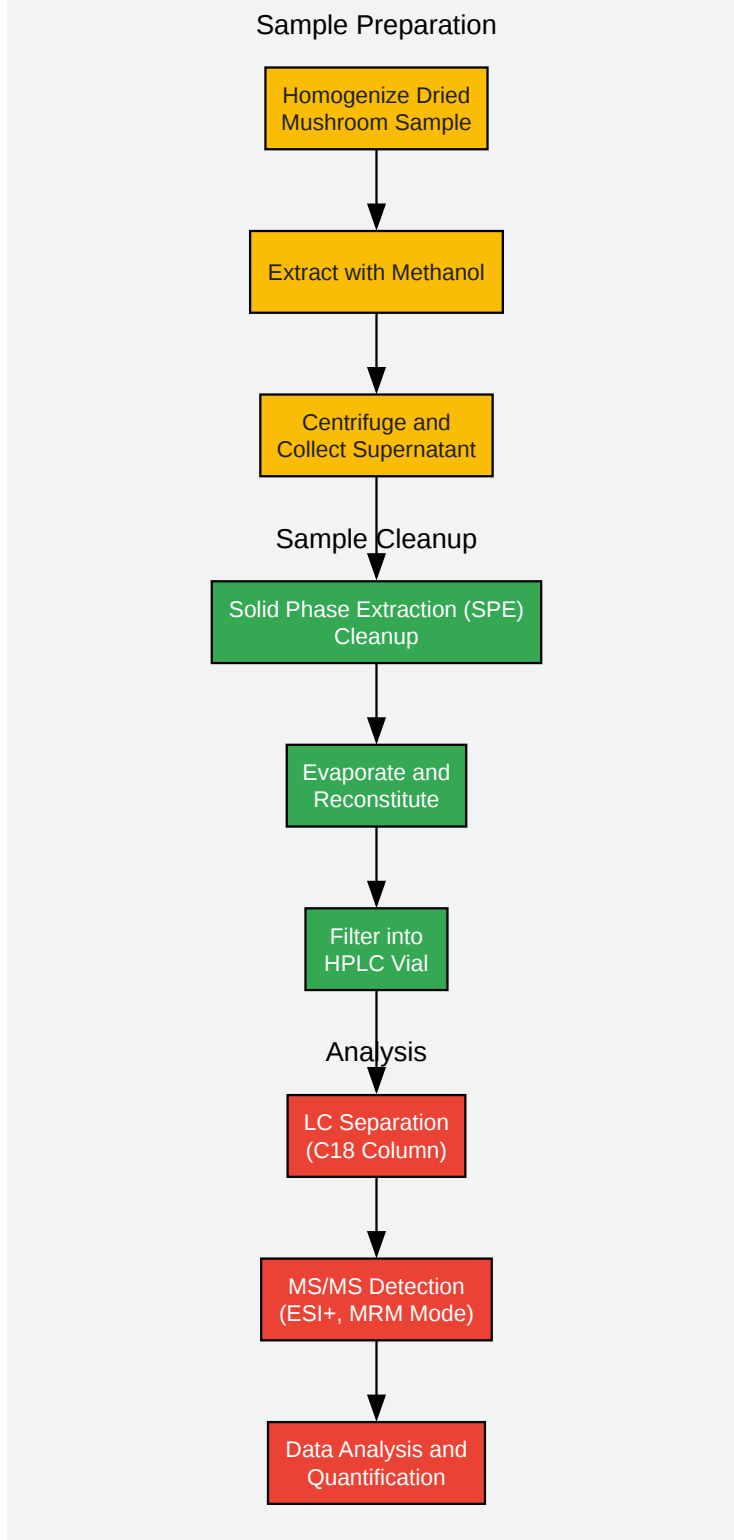 Sample Preparation
Homogenize Dried
Mushroom Sample
Extract with Methanol
Centrifuge and
Collect Supernatant
Sample Cleanup
Solid Phase Extraction (SPE)
Cleanup
Evaporate and
Reconstitute
Filter into
HPLC Vial
Analysis
LC Separation
(C18 Column)
MS/MS Detection
(ESI+, MRM Mode)
Data Analysis and
Quantification